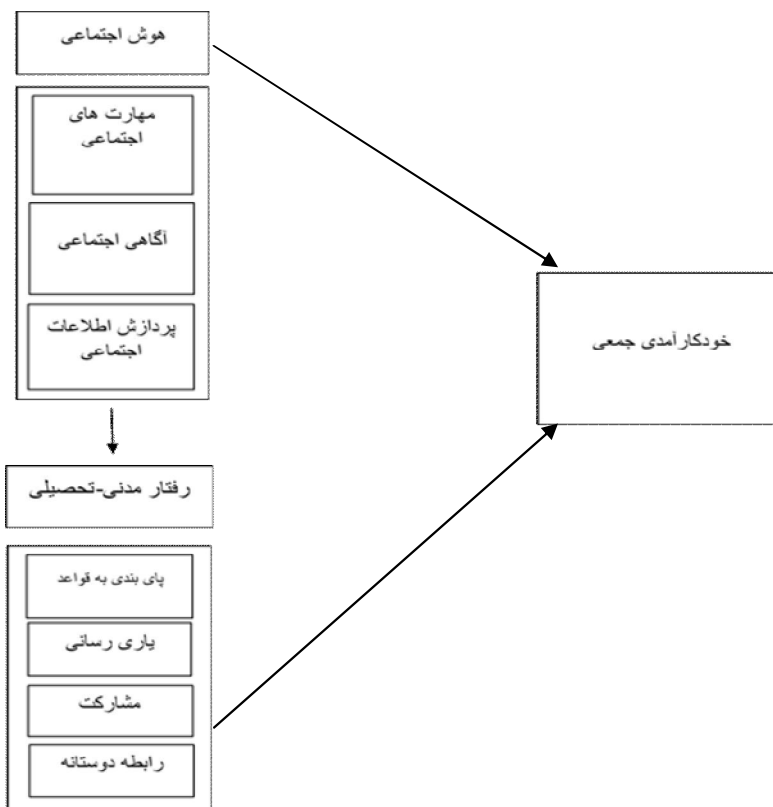 هوش اجتماعی
مهارت های
اجتماعی
آگاهی اجتماعی
پردازش اطلاعات
اجتماعی
خودکارآمدی جمعی
رفتار مدنی-تحصیلی
پای بندی به قواعد
یاری رسانی
مشارکت
رابطه دوستانه